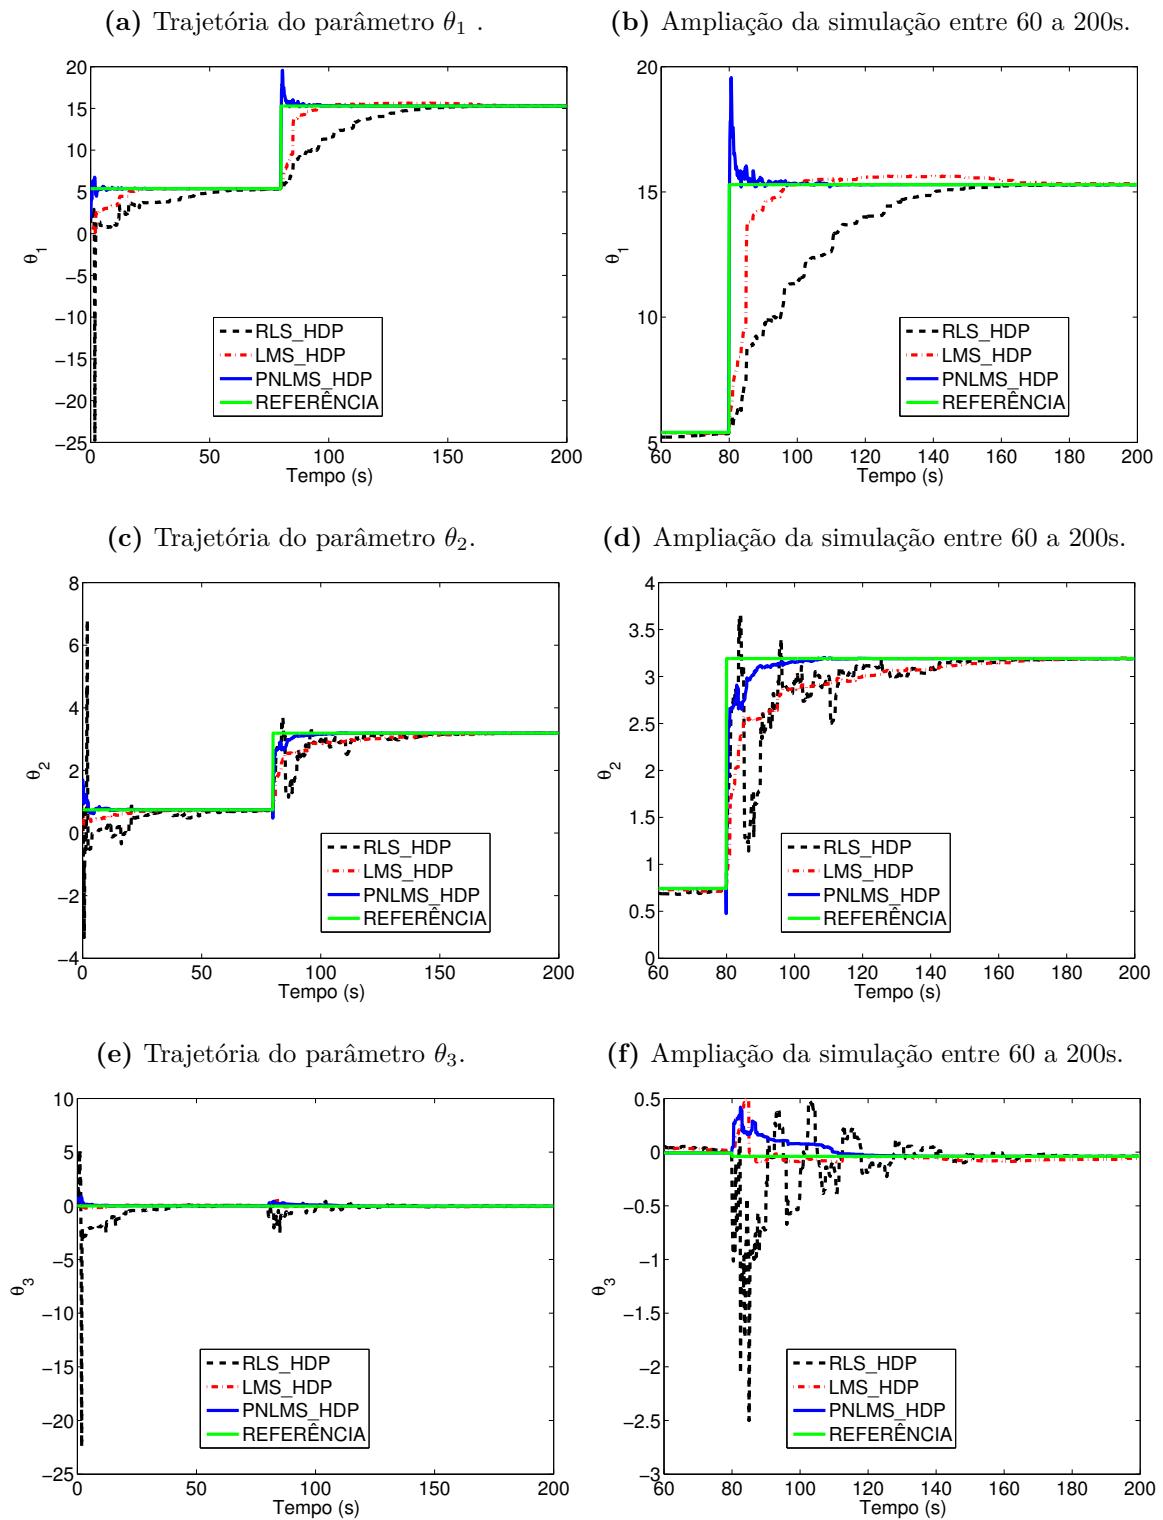 (a) Trajetória do parâmetro θ1 .
(b) Ampliação da simulação entre 60 a 200s.
20
15
10
5
0
−5
−10
−15
−20
−25
θ1
0
50
100
150
200
Tempo (s)
RLS_HDP
LMS_HDP
PNLMS_HDP
REFERÊNCIA
20
15
10
5
θ1
60
80
100
120
140
160
180
200
Tempo (s)
RLS_HDP
LMS_HDP
PNLMS_HDP
REFERÊNCIA
(c) Trajetória do parâmetro θ2.
(d) Ampliação da simulação entre 60 a 200s.
8
6
4
2
0
−2
−4
θ2
0
50
100
150
200
Tempo (s)
RLS_HDP
LMS_HDP
PNLMS_HDP
REFERÊNCIA
4
3.5
3
2.5
2
1.5
1
0.5
0
θ2
60
80
100
120
140
160
180
200
Tempo (s)
RLS_HDP
LMS_HDP
PNLMS_HDP
REFERÊNCIA
(e) Trajetória do parâmetro θ3.
(f) Ampliação da simulação entre 60 a 200s.
10
5
0
−5
−10
−15
−20
−25
θ3
0
50
100
150
200
Tempo (s)
RLS_HDP
LMS_HDP
PNLMS_HDP
REFERÊNCIA
0.5
0
−0.5
−1
−1.5
−2
−2.5
−3
θ3
60
80
100
120
140
160
180
200
Tempo (s)
RLS_HDP
LMS_HDP
PNLMS_HDP
REFERÊNCIA